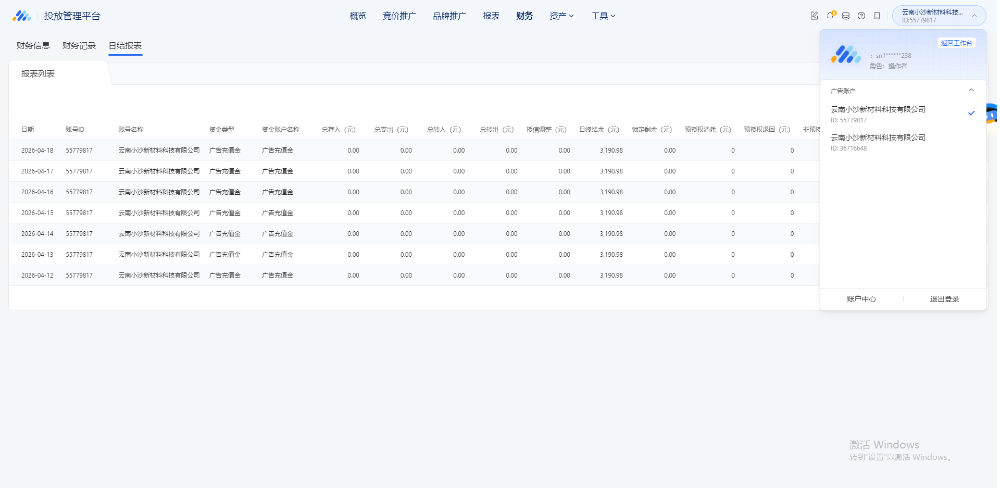 投放管理平台
概览 竞价推广 品牌推广 报表 财务 资产 工具
8
云南小沙新材料科技...
ID:55779817
财务信息 财务记录 日结报表
返回工作台
: sn1******238
角色: 操作者
报表列表
广告账户
云南小沙新材料科技有限公司
ID: 55779817
云南小沙新材料科技有限公司
ID: 36716648
日期 账号ID 账号名称 资金类型 资金账户名称 总存入（元） 总支出（元） 总转入（元） 总转出（元） 授信调整（元） 日终结余（元） 锁定剩余（元） 预授权消耗（元） 预授权退回（元） 非预授
2026-04-18 55779817 云南小沙新材料科技有限公司 广告充值金 广告充值金 0.00 0.00 0.00 0.00 0.00 3,190.98 0.00 0 0
2026-04-17 55779817 云南小沙新材料科技有限公司 广告充值金 广告充值金 0.00 0.00 0.00 0.00 0.00 3,190.98 0.00 0 0
2026-04-16 55779817 云南小沙新材料科技有限公司 广告充值金 广告充值金 0.00 0.00 0.00 0.00 0.00 3,190.98 0.00 0 0
2026-04-15 55779817 云南小沙新材料科技有限公司 广告充值金 广告充值金 0.00 0.00 0.00 0.00 0.00 3,190.98 0.00 0 0
2026-04-14 55779817 云南小沙新材料科技有限公司 广告充值金 广告充值金 0.00 0.00 0.00 0.00 0.00 3,190.98 0.00 0 0
2026-04-13 55779817 云南小沙新材料科技有限公司 广告充值金 广告充值金 0.00 0.00 0.00 0.00 0.00 3,190.98 0.00 0 0
2026-04-12 55779817 云南小沙新材料科技有限公司 广告充值金 广告充值金 0.00 0.00 0.00 0.00 0.00 3,190.98 0.00 0 0
账户中心 退出登录
激活 Windows
转到“设置”以激活 Windows。